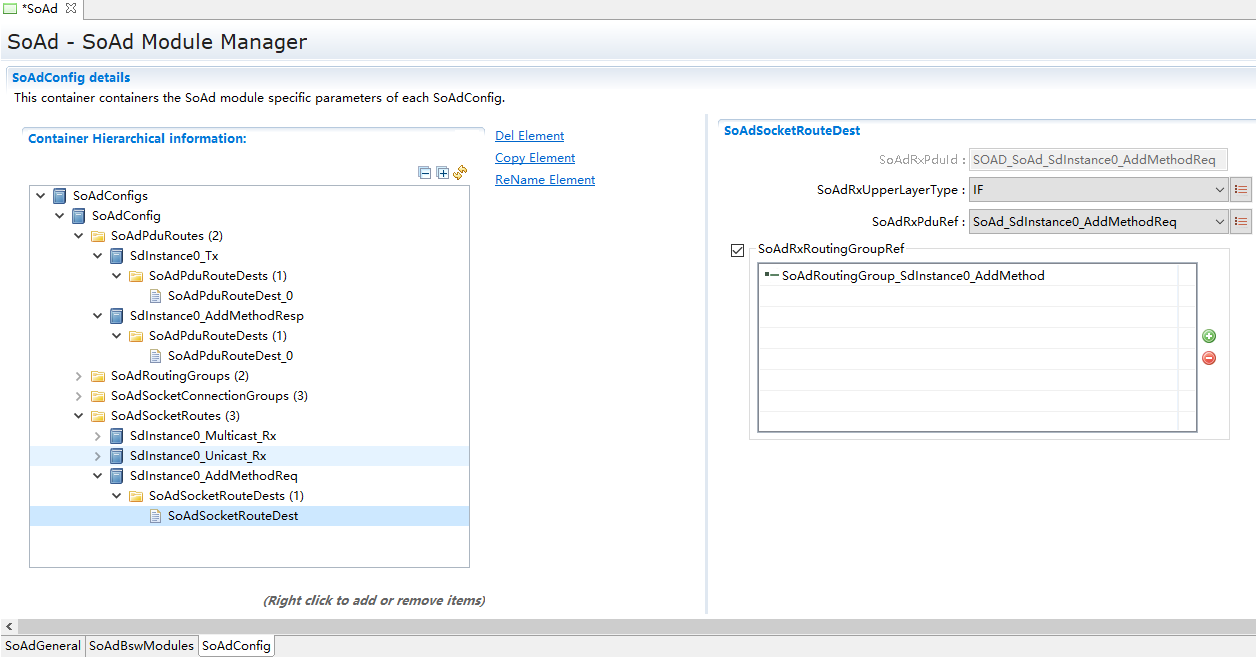 *SoAd
SoAd - SoAd Module Manager
SoAdConfig details
This container containers the SoAd module specific parameters of each SoAdConfig.
Container Hierarchical information:
Del Element
Copy Element
ReName Element
SoAdConfigs
SoAdConfig
SoAdPduRoutes (2)
SdInstance0_Tx
SoAdPduRouteDests (1)
SoAdPduRouteDest_0
SdInstance0_AddMethodResp
SoAdPduRouteDests (1)
SoAdPduRouteDest_0
SoAdRoutingGroups (2)
SoAdSocketConnectionGroups (3)
SoAdSocketRoutes (3)
SdInstance0_Multicast_Rx
SdInstance0_Unicast_Rx
SdInstance0_AddMethodReq
SoAdSocketRouteDests (1)
SoAdSocketRouteDest
(Right click to add or remove items)
SoAdSocketRouteDest
SoAdRxPduId : SOAD_SoAd_SdInstance0_AddMethodReq
SoAdRxUpperLayerType : IF
SoAdRxPduRef : SoAd_SdInstance0_AddMethodReq
SoAdRxRoutingGroupRef
SoAdRoutingGroup_SdInstance0_AddMethod
SoAdGeneral SoAdBswModules SoAdConfig